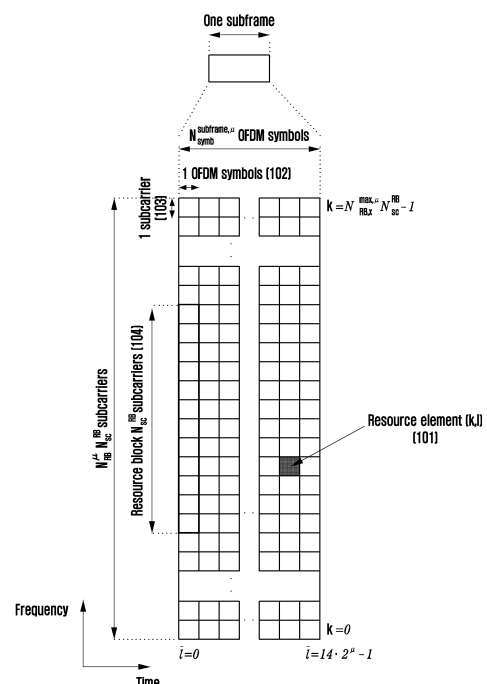 One subframe
N subframe,μ symb OFDM symbols
1 OFDM symbols (102)
1 subcarrier (103)
k = N max,μ RB,x N RB sc - 1
N μ RB N RB sc subcarriers
Resource block N RB sc subcarriers (104)
Resource element (k,l)
(101)
Frequency
k = 0
l̄=0
l̄=14· 2 μ -1
Time